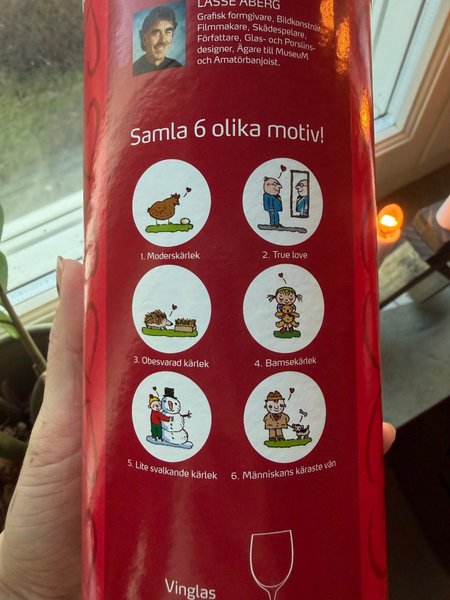 LASSE ÅBERG
Grafisk formgivare, Bildkonstnär,
Filmmakare, Skådespelare,
Författare, Glas- och Porslins-
designer, Ägare till MuseuM
och Amatörbanjoist.
Samla 6 olika motiv!
1. Moderskärlek
2. True love
3. Obesvarad kärlek
4. Bamsekärlek
5. Lite svalkande kärlek
6. Människans käraste vän
Vinglas